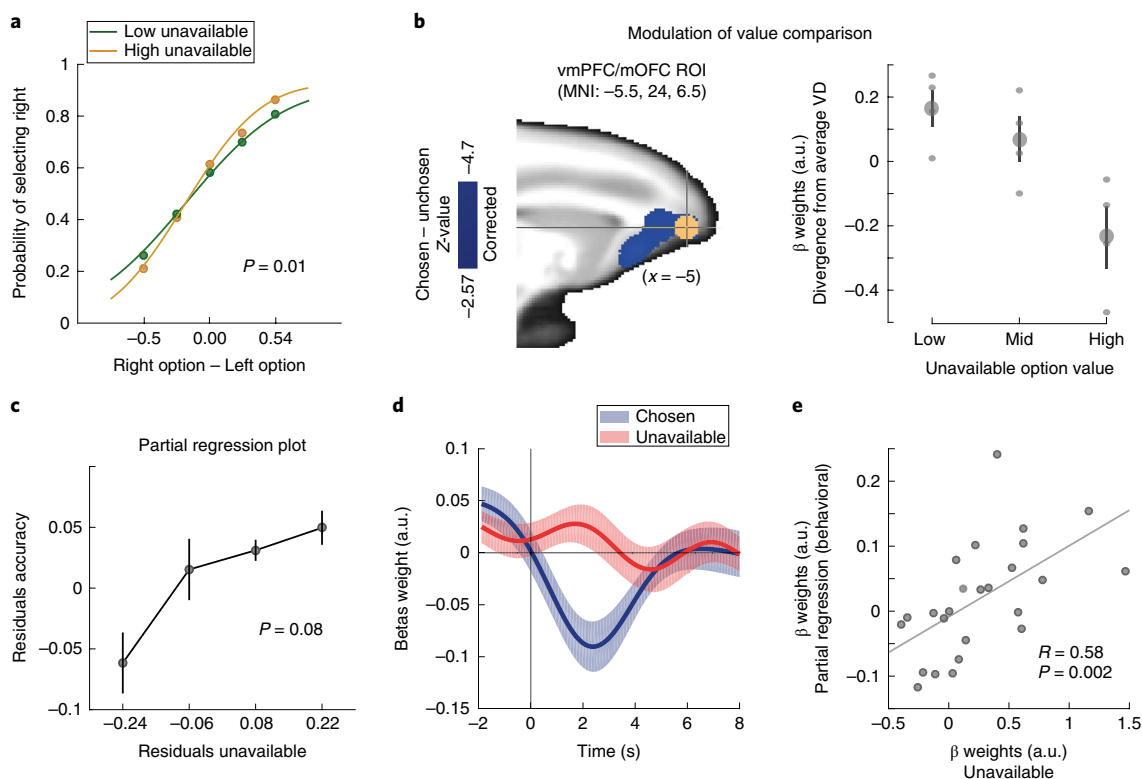 a
Low unavailable
High unavailable
Probability of selecting right
1
0.8
0.6
0.4
0.2
0
P = 0.01
–0.5
0.00
0.54
Right option – Left option
b
Modulation of value comparison
vmPFC/mOFC ROI
(MNI: –5.5, 24, 6.5)
Chosen – unchosen
Z-value
Corrected
–4.7
–2.57
(x = –5)
β weights (a.u.)
Divergence from average VD
0.2
0
–0.2
–0.4
Low
Mid
High
Unavailable option value
c
Partial regression plot
Residuals accuracy
0.05
0
–0.05
–0.1
P = 0.08
–0.24
–0.06
0.08
0.22
Residuals unavailable
d
Chosen
Unavailable
Betas weight (a.u.)
0.1
0.05
0
–0.05
–0.1
–0.15
–2
0
2
4
6
8
Time (s)
e
β weights (a.u.)
Partial regression (behavioral)
0.2
0.1
0
–0.1
R = 0.58
P = 0.002
–0.5
0
0.5
1
1.5
β weights (a.u.)
Unavailable